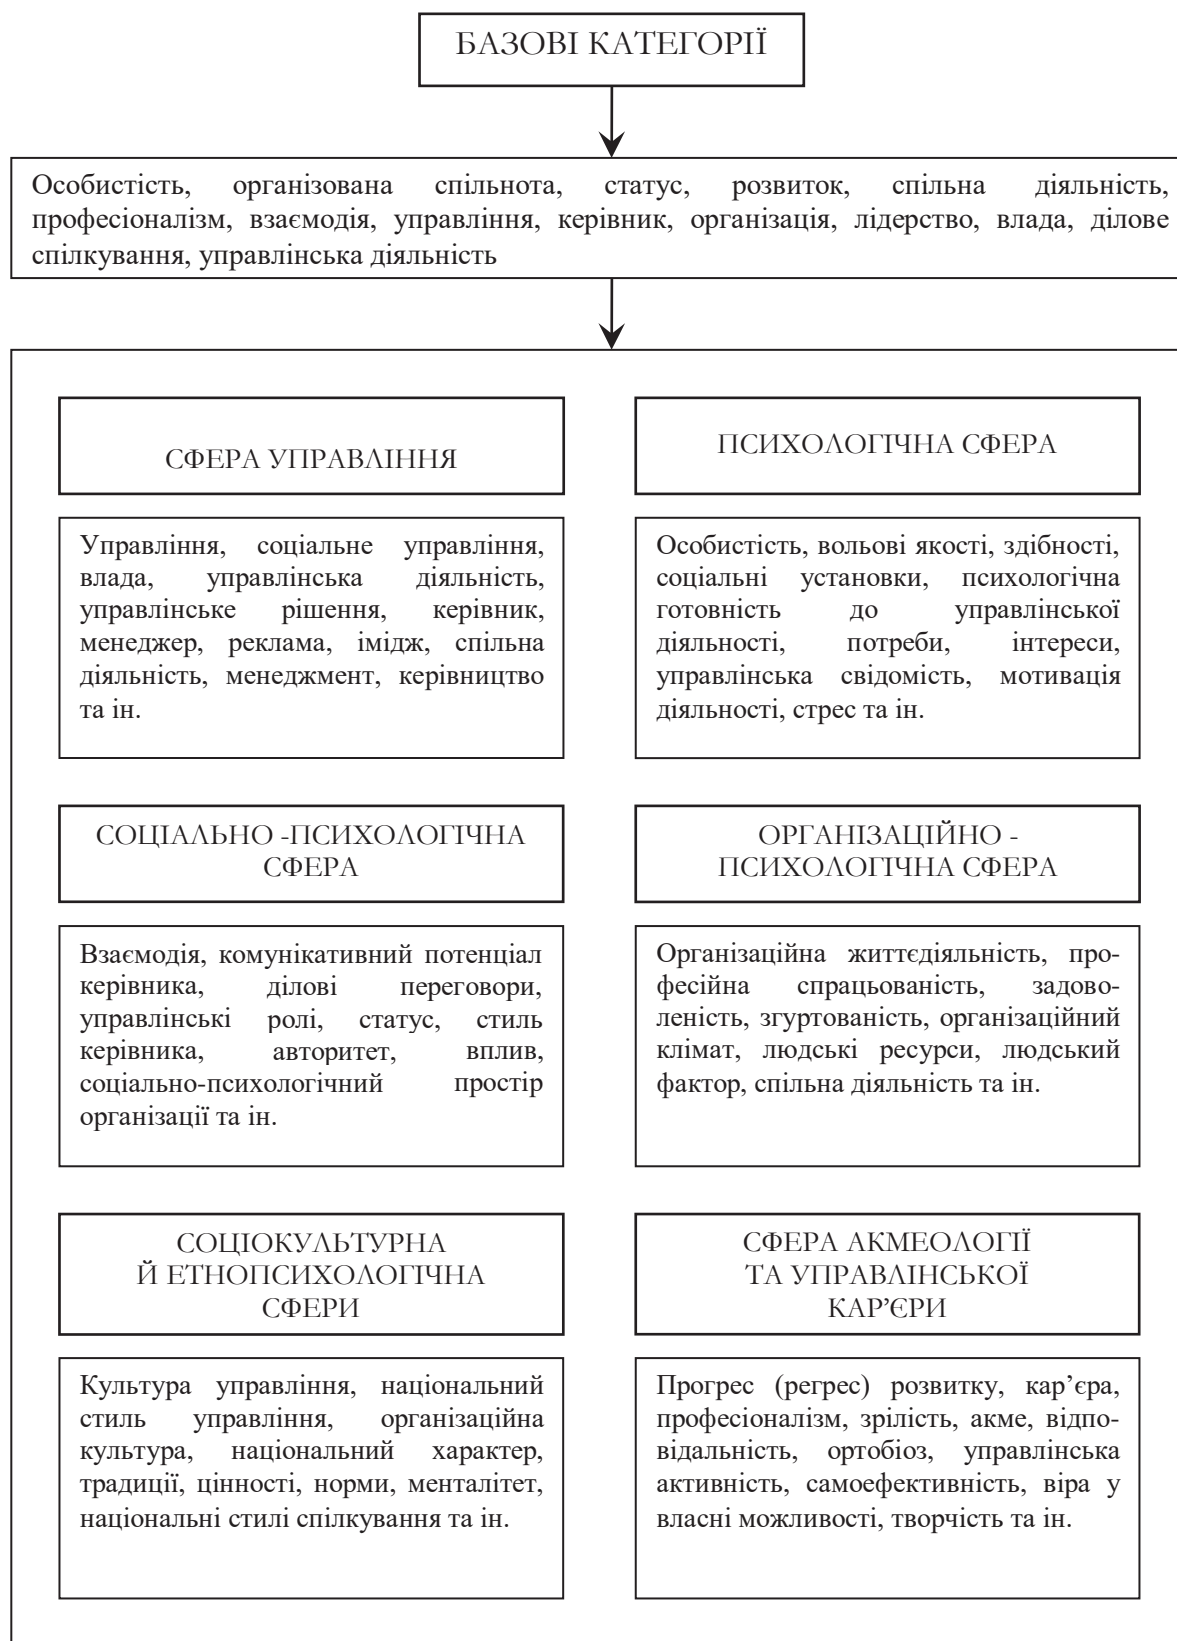 БАЗОВІ КАТЕГОРІЇ
Особистість, організована спільнота, статус, розвиток, спільна діяльність,
професіоналізм, взаємодія, управління, керівник, організація, лідерство, влада, ділове
спілкування, управлінська діяльність
СФЕРА УПРАВЛІННЯ
Управління, соціальне управління,
влада, управлінська діяльність,
управлінське рішення, керівник,
менеджер, реклама, імідж, спільна
діяльність, менеджмент, керівництво
та ін.
ПСИХОЛОГІЧНА СФЕРА
Особистість, вольові якості, здібності,
соціальні установки, психологічна
готовність до управлінської
діяльності, потреби, інтереси,
управлінська свідомість, мотивація
діяльності, стрес та ін.
СОЦІАЛЬНО -ПСИХОЛОГІЧНА
СФЕРА
Взаємодія, комунікативний потенціал
керівника, ділові переговори,
управлінські ролі, статус, стиль
керівника, авторитет, вплив,
соціально-психологічний простір
організації та ін.
ОРГАНІЗАЦІЙНО -
ПСИХОЛОГІЧНА СФЕРА
Організаційна життєдіяльність, про-
фесійна спрацьованість, задово-
леність, згуртованість, організаційний
клімат, людські ресурси, людський
фактор, спільна діяльність та ін.
СОЦІОКУЛЬТУРНА
Й ЕТНОПСИХОЛОГІЧНА
СФЕРИ
Культура управління, національний
стиль управління, організаційна
культура, національний характер,
традиції, цінності, норми, менталітет,
національні стилі спілкування та ін.
СФЕРА АКМЕОЛОГІЇ
ТА УПРАВЛІНСЬКОЇ
КАР’ЄРИ
Прогрес (регрес) розвитку, кар’єра,
професіоналізм, зрілість, акме, відпо-
відальність, ортобіоз, управлінська
активність, самоефективність, віра у
власні можливості, творчість та ін.